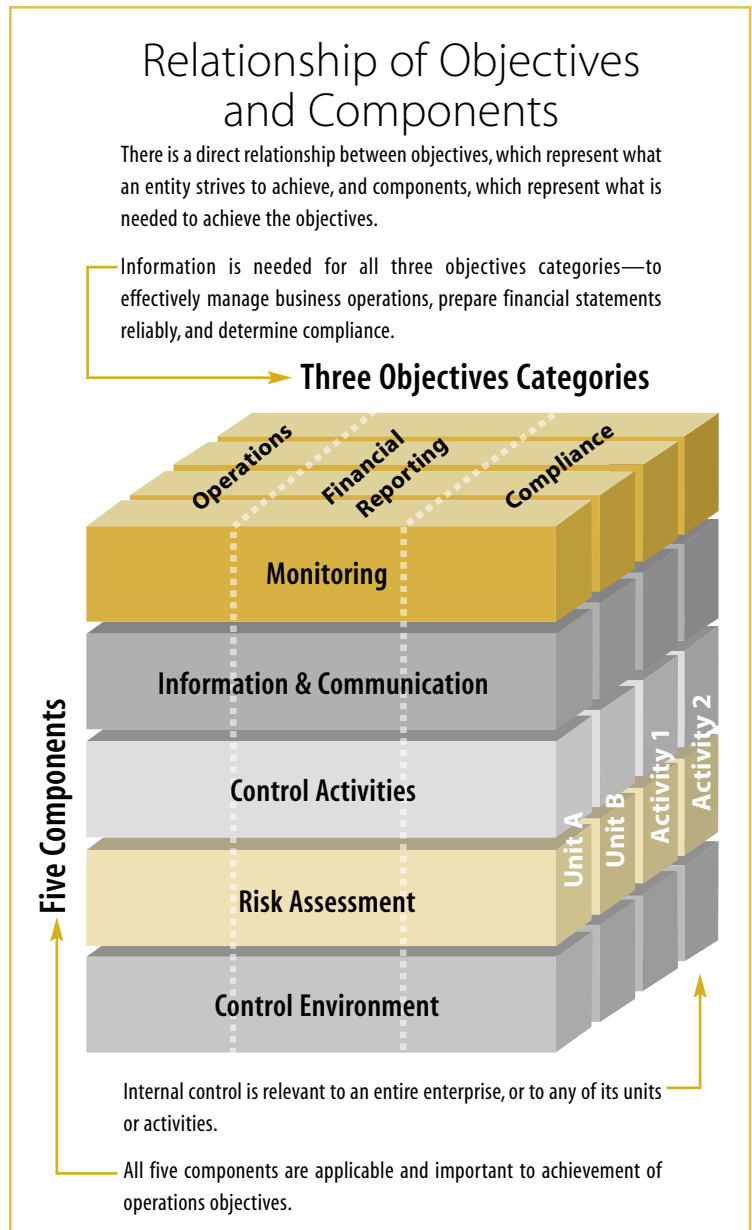 Relationship of Objectives
and Components
There is a direct relationship between objectives, which represent what
an entity strives to achieve, and components, which represent what is
needed to achieve the objectives.
Information is needed for all three objectives categories—to
effectively manage business operations, prepare financial statements
reliably, and determine compliance.
Three Objectives Categories
Operations
Financial
Reporting
Compliance
Monitoring
Information & Communication
Control Activities
Risk Assessment
Control Environment
Five Components
Unit A
Unit B
Activity 1
Activity 2
Internal control is relevant to an entire enterprise, or to any of its units
or activities.
All five components are applicable and important to achievement of
operations objectives.